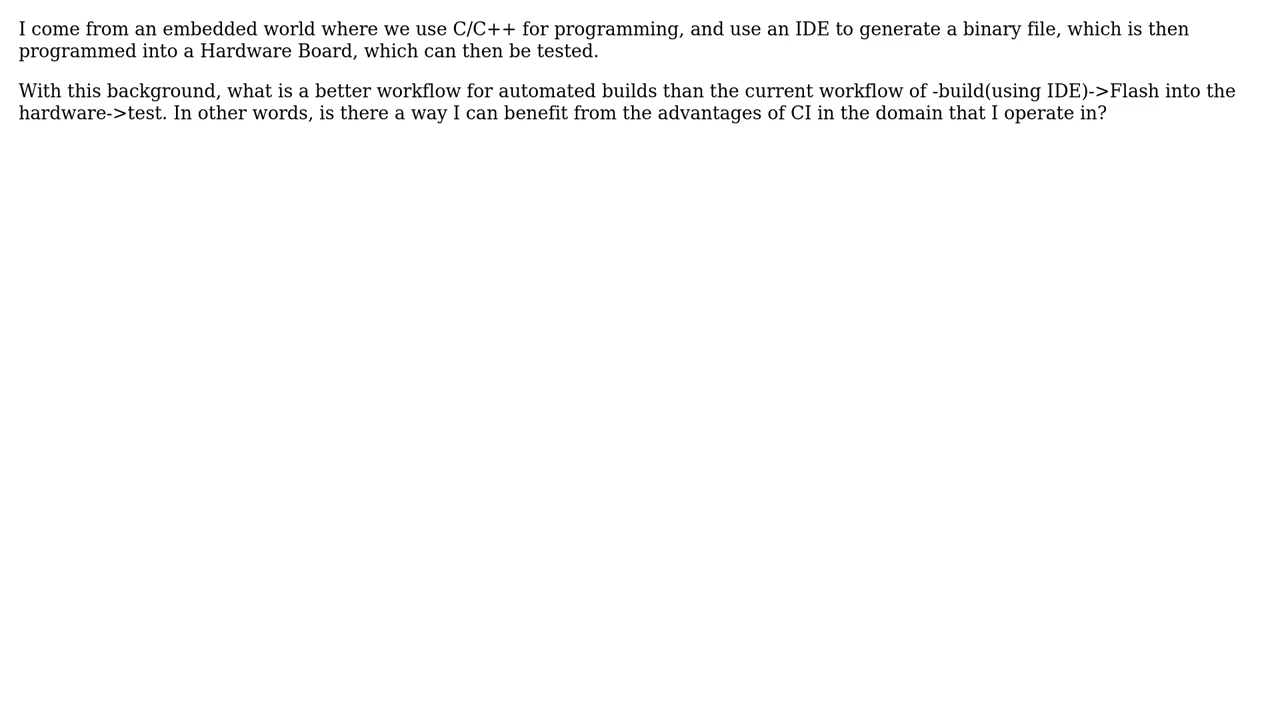 I come from an embedded world where we use C/C++ for programming, and use an IDE to generate a binary file, which is then
programmed into a Hardware Board, which can then be tested.
With this background, what is a better workflow for automated builds than the current workflow of -build(using IDE)->Flash into the
hardware->test. In other words, is there a way I can benefit from the advantages of CI in the domain that I operate in?